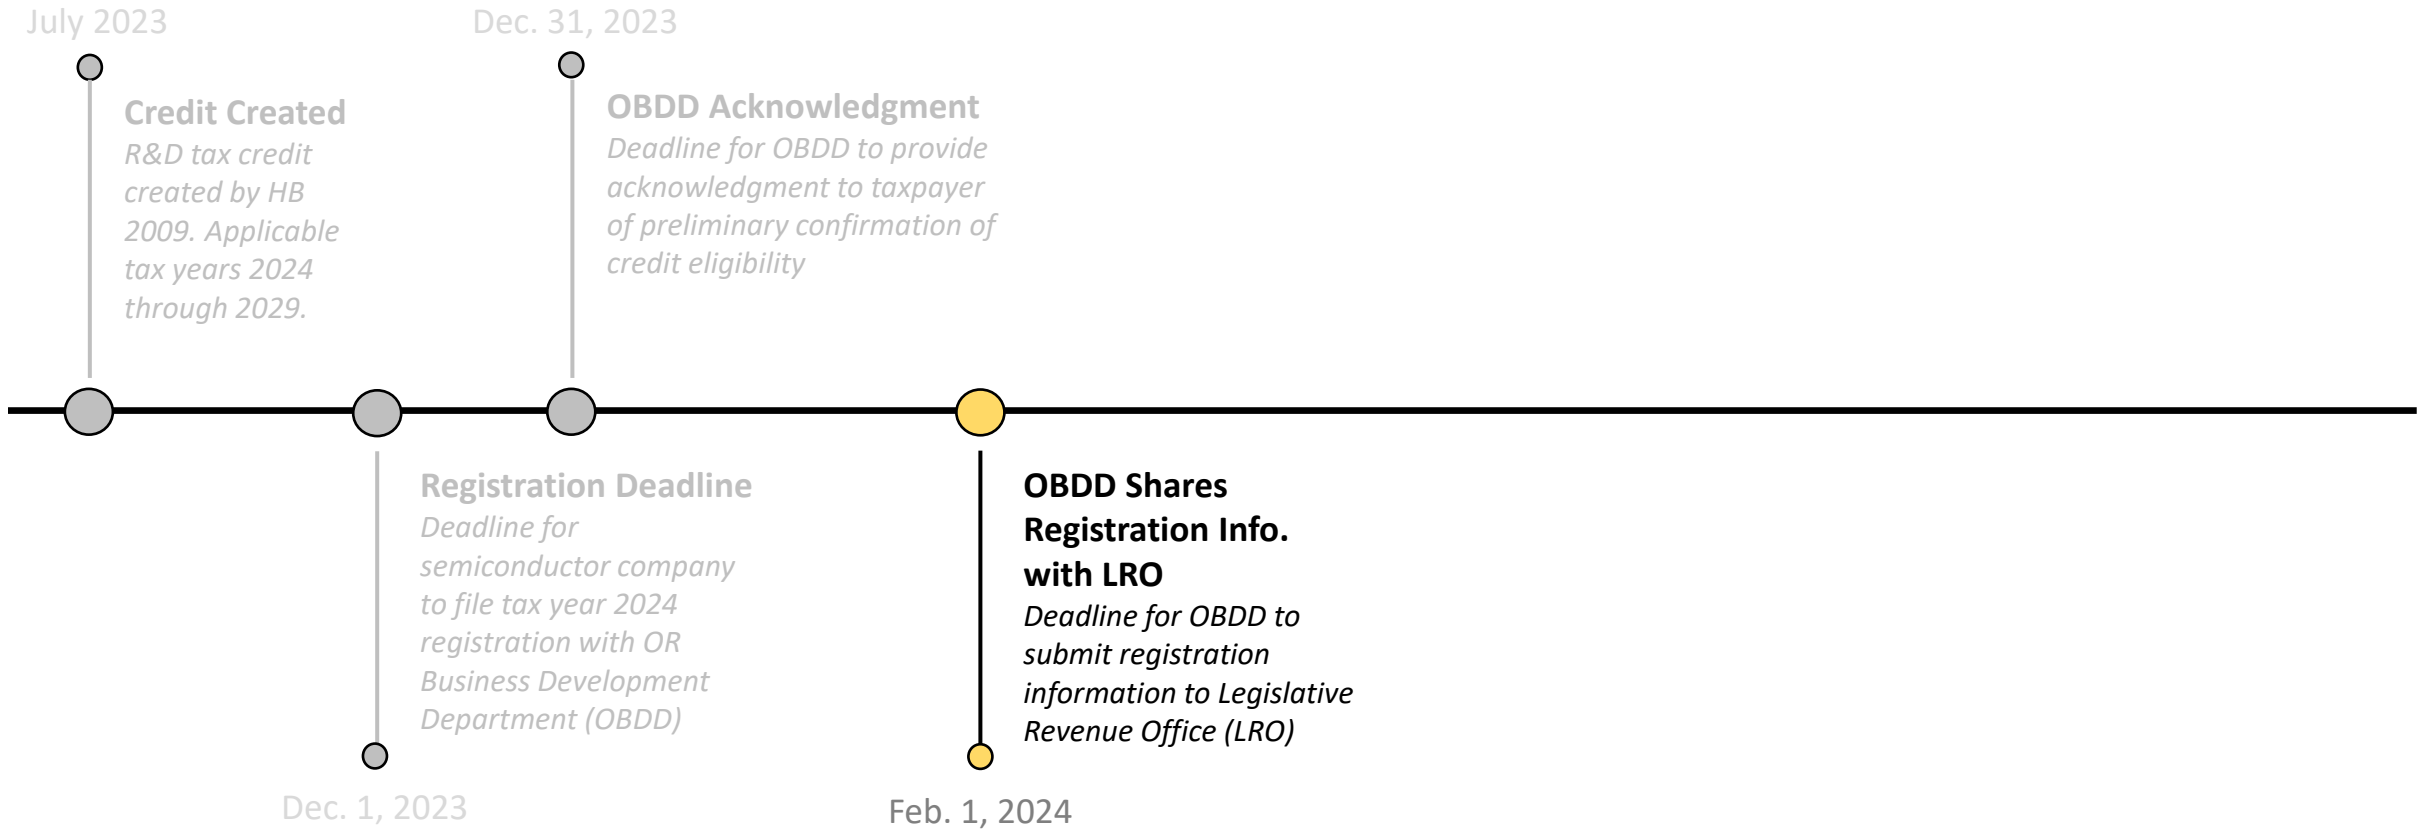 July 2023
Credit Created
R&D tax credit
created by HB
2009. Applicable
tax years 2024
through 2029.
Dec. 31, 2023
OBDD Acknowledgment
Deadline for OBDD to provide
acknowledgment to taxpayer
of preliminary confirmation of
credit eligibility
Registration Deadline
Deadline for
semiconductor company
to file tax year 2024
registration with OR
Business Development
Department (OBDD)
Dec. 1, 2023
OBDD Shares
Registration Info.
with LRO
Deadline for OBDD to
submit registration
information to Legislative
Revenue Office (LRO)
Feb. 1, 2024